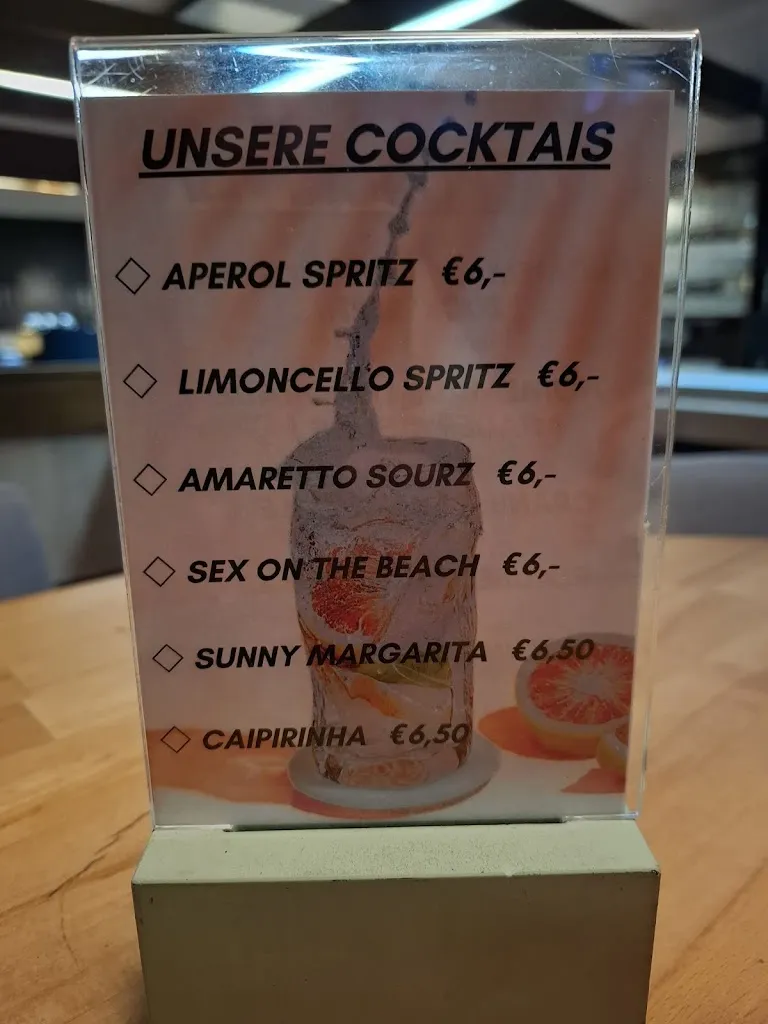 UNSERE COCKTAIS
APEROL SPRITZ €6,-
LIMONCELLO SPRITZ €6,-
AMARETTO SOURZ €6,-
SEX ON THE BEACH €6,-
SUNNY MARGARITA €6,50
CAIPIRINHA €6,50